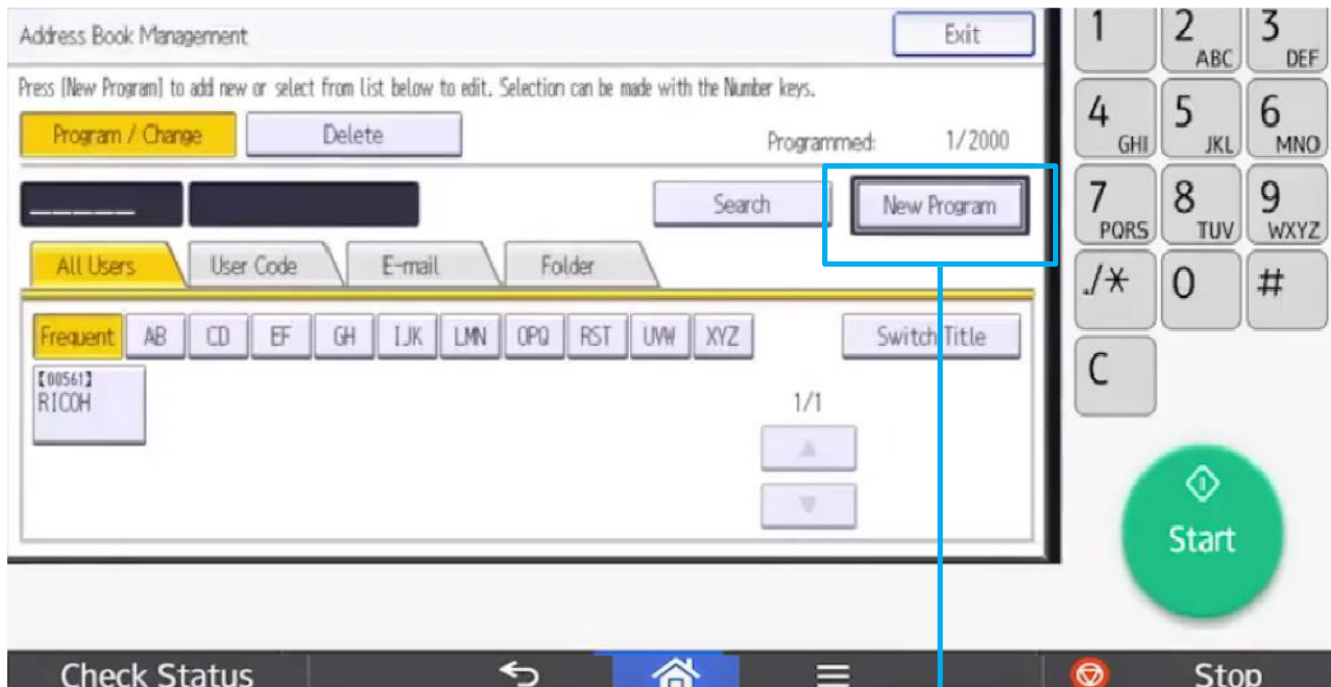 Address Book Management
Exit
Press [New Program] to add new or select from list below to edit. Selection can be made with the Number keys.
Program / Change
Delete
Programmed: 1/2000
Search
New Program
All Users
User Code
E-mail
Folder
Frequent
AB
CD
EF
GH
IJK
LMN
OPQ
RST
UVW
XYZ
Switch Title
【00561】
RICOH
1/1
▲
▼
1
2 ABC
3 DEF
4 GHI
5 JKL
6 MNO
7 PQRS
8 TUV
9 WXYZ
./*
0
#
C
Start
Check Status
Stop